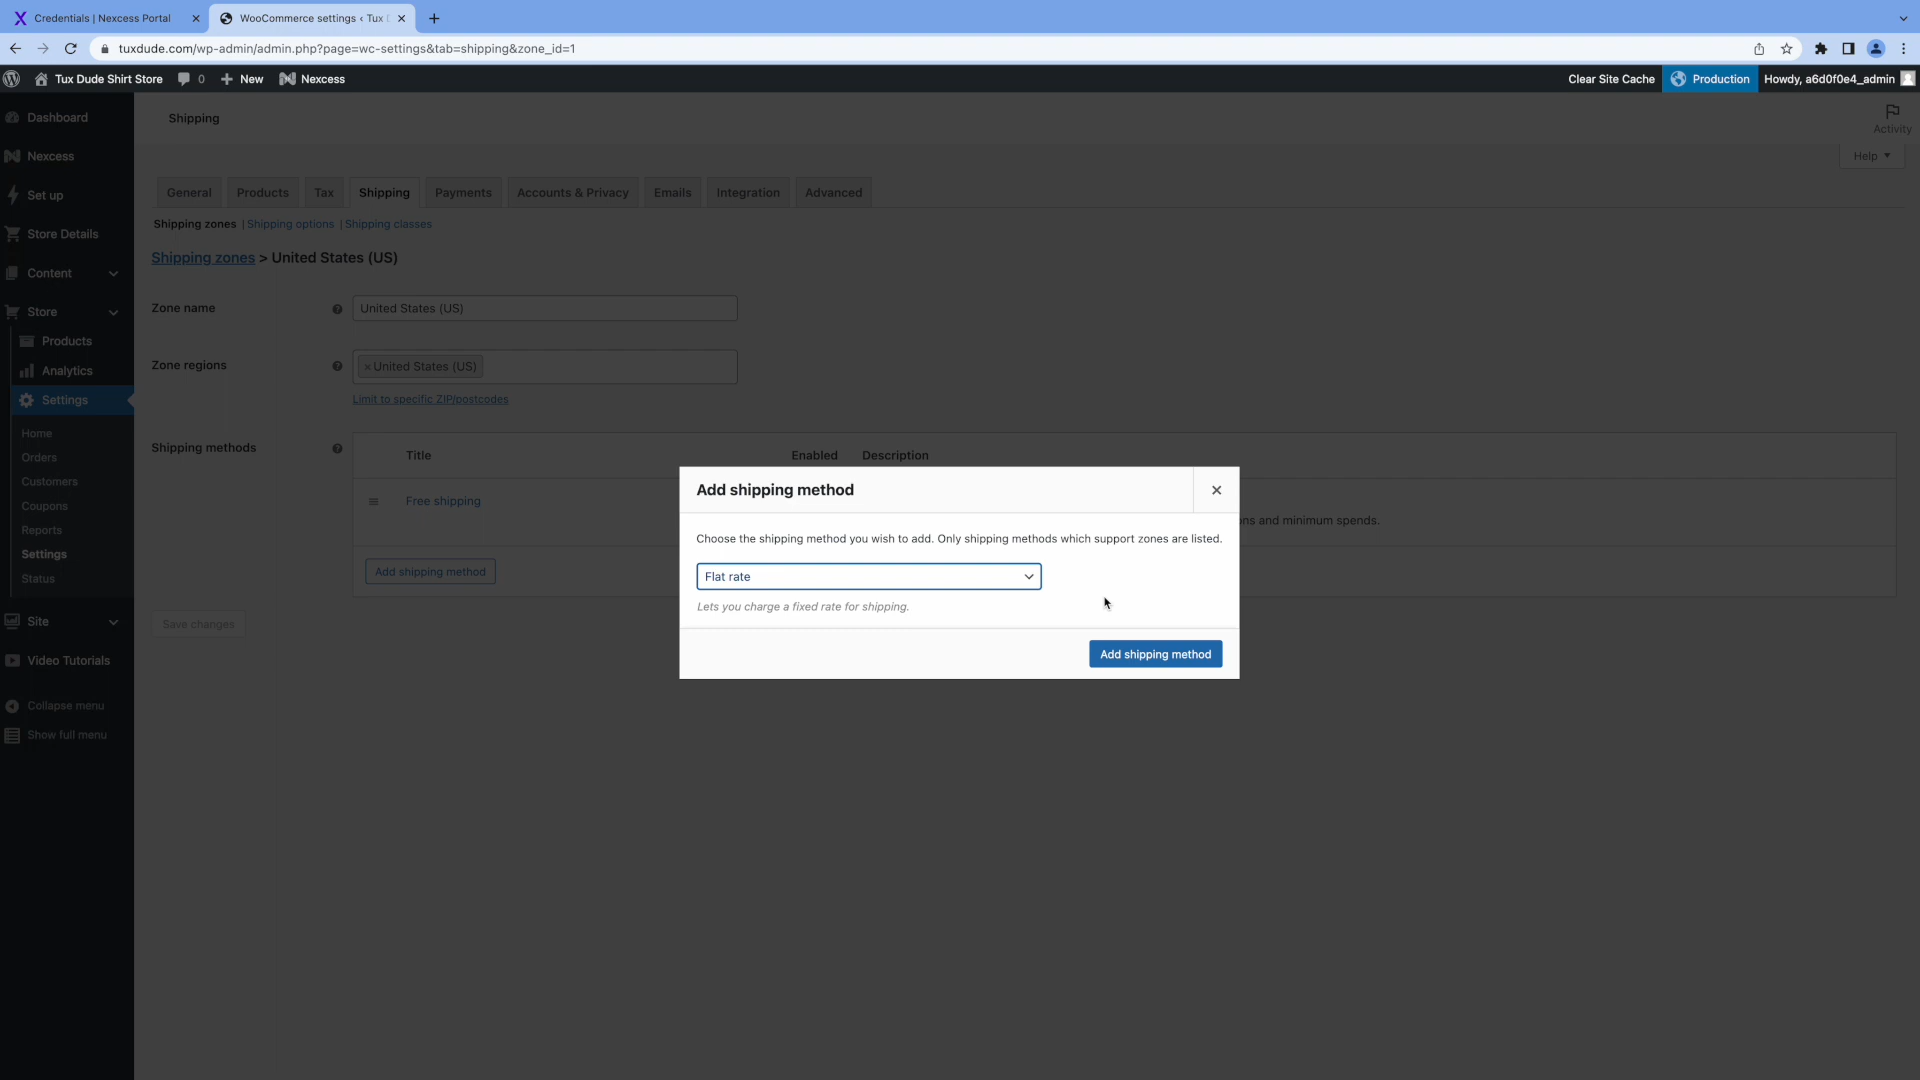 Credentials | Nexcess Portal
WooCommerce settings ‹ Tux
tuxdude.com/wp-admin/admin.php?page=wc-settings&tab=shipping&zone_id=1
Tux Dude Shirt Store 0 New Nexcess Clear Site Cache Production Howdy, a6d0f0e4_admin
Dashboard
Nexcess
Set up
Store Details
Content
Store
Products
Analytics
Settings
Home
Orders
Customers
Coupons
Reports
Settings
Status
Site
Video Tutorials
Collapse menu
Show full menu
Shipping
Activity
Help
General Products Tax Shipping Payments Accounts & Privacy Emails Integration Advanced
Shipping zones | Shipping options | Shipping classes
Shipping zones > United States (US)
Zone name United States (US)
Zone regions ×United States (US)
Limit to specific ZIP/postcodes
Shipping methods
Title Enabled Description
Free shipping
and minimum spends.
Add shipping method
Save changes
Add shipping method
Choose the shipping method you wish to add. Only shipping methods which support zones are listed.
Flat rate
Lets you charge a fixed rate for shipping.
Add shipping method